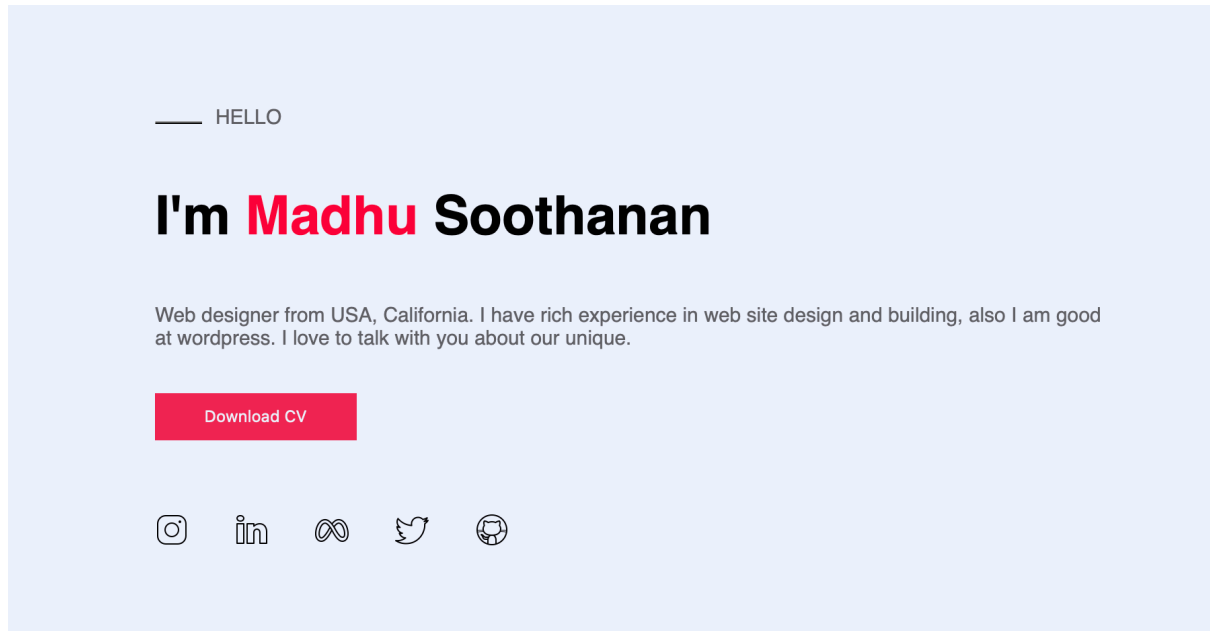 HELLO
I'm Madhu Soothanan
Web designer from USA, California. I have rich experience in web site design and building, also I am good
at wordpress. I love to talk with you about our unique.
Download CV
in